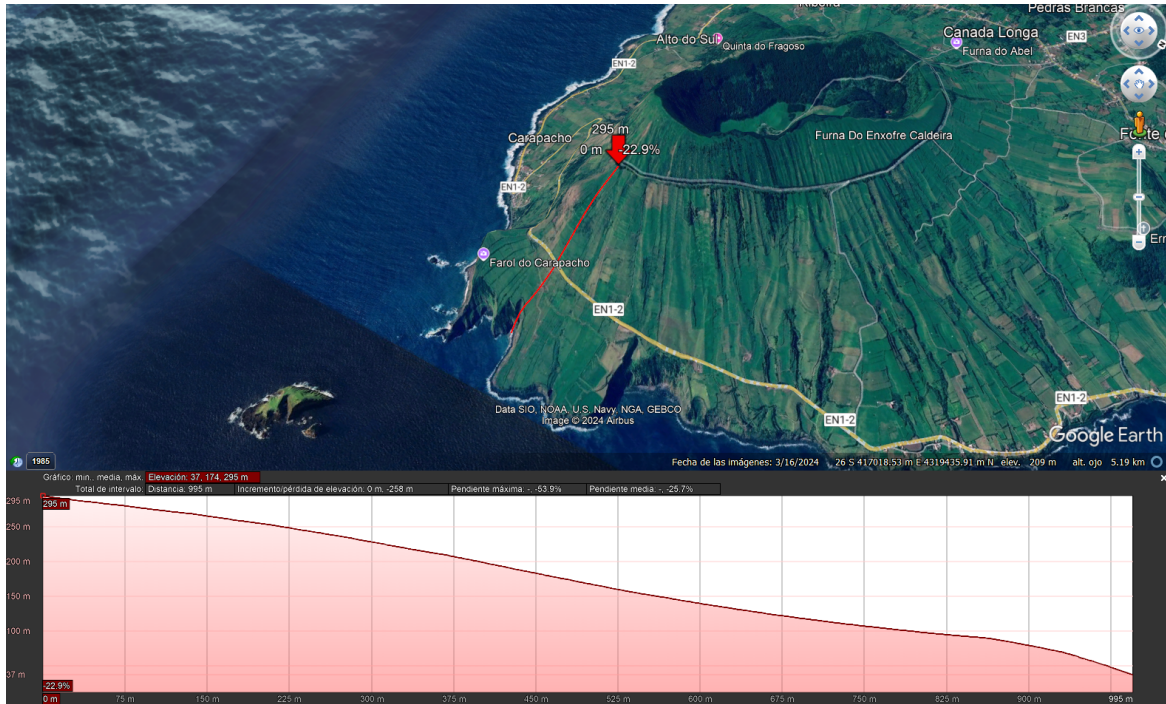 Ribeira
Pedras Brancas
Canada Longa
EN3
Alto do Sul
Quinta do Fragoso
Furna do Abel
EN1-2
Carapacho
295 m
Furna Do Enxofre Caldeira
0 m
-22.9%
EN1-2
Farol do Carapacho
EN1-2
EN1-2
EN1-2
Data SIO, NOAA, U.S. Navy, NGA, GEBCO
Image © 2024 Airbus
Google Earth
1985
Fecha de las imágenes: 3/16/2024 26 S 417018.53 m E 4319435.91 m N elev. 209 m alt. ojo 5.19 km
Gráfico: min., media, máx. Elevación: 37, 174, 295 m
Total de intervalo: Distancia: 995 m Incremento/pérdida de elevación: 0 m, -258 m Pendiente máxima: -, -53.9% Pendiente media: -, -25.7%
295 m
295 m
250 m
200 m
150 m
100 m
37 m
-22.9%
0 m 75 m 150 m 225 m 300 m 375 m 450 m 525 m 600 m 675 m 750 m 825 m 900 m 995 m